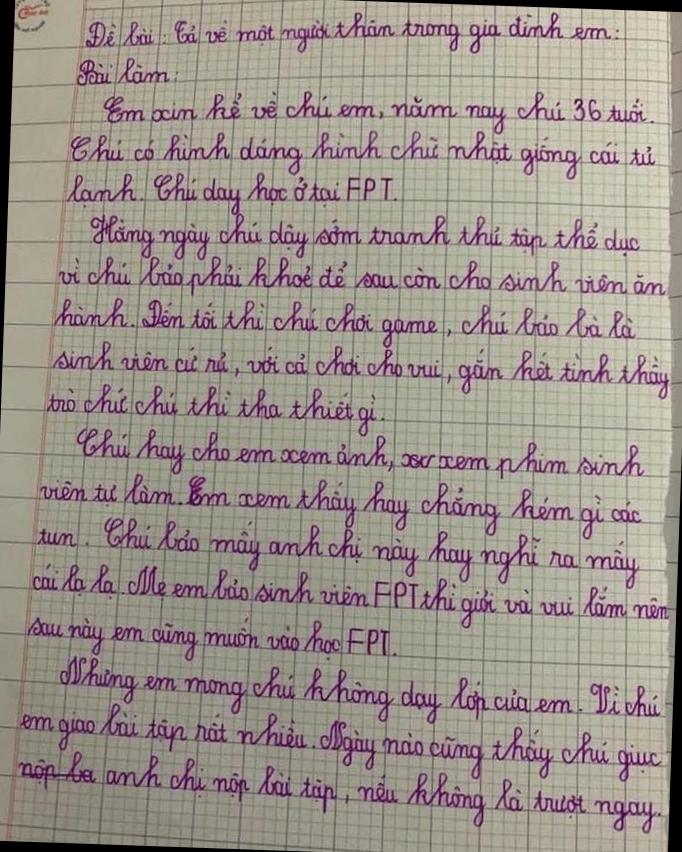 Đề bài: Tả về một người thân trong gia đình em:
Bài làm:
Em xin kể về chú em, năm nay chú 36 tuổi.
Chú có hình dáng hình chữ nhật giống cái tủ
lạnh. Chú dạy học ở tại FPT.
Hằng ngày chú dậy sớm tranh thủ tập thể dục
vì chú bảo phải khoẻ để sau còn cho sinh viên ăn
hành. Đến tối thì chú chơi game, chú bảo là là
sinh viên cứ rủ, với cả chơi cho vui, gắn kết tình thầy
trò chứ chú thì tha thiết gì.
Chú hay cho em xem ảnh, xem phim sinh
viên tự làm. Em xem thấy hay chẳng kém gì các
tun. Chú bảo mấy anh chị này hay nghĩ ra mấy
cái lạ lạ. Mẹ em bảo sinh viên FPT thì giỏi và vui lắm nên
sau này em cũng muốn vào học FPT.
Nhưng em mong chú không dạy lớp của em. Vì chú
em giao bài tập rất nhiều. Ngày nào cũng thấy chú giục
nộp ba anh chị nộp bài tập, nếu không là trượt ngay.